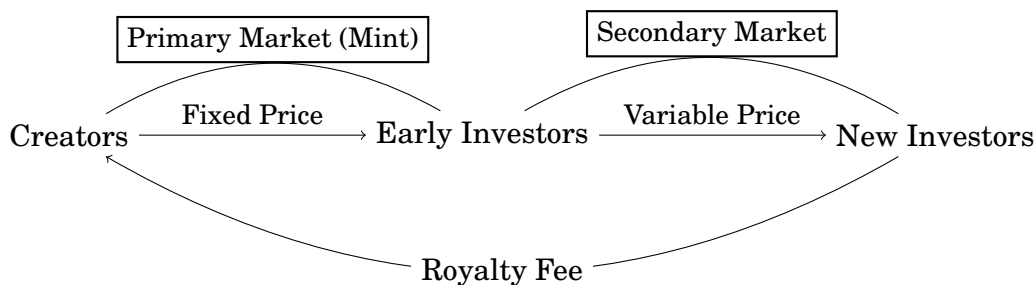 Primary Market (Mint)
Secondary Market
Fixed Price
Variable Price
Creators
Early Investors
New Investors
Royalty Fee